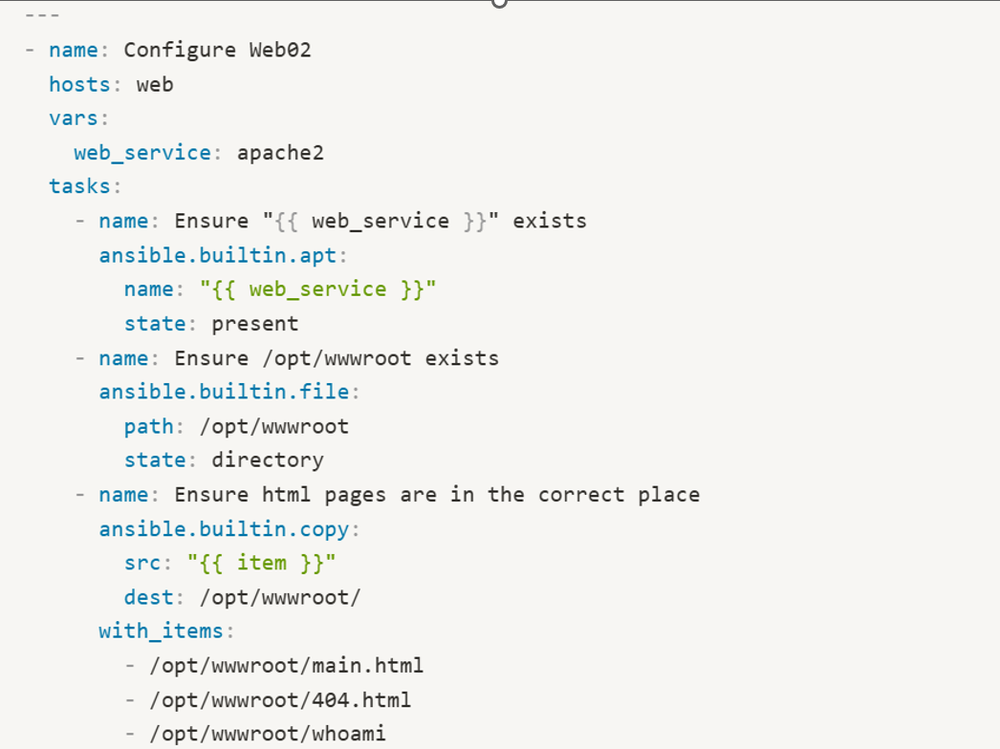 ---
- name: Configure Web02
  hosts: web
  vars:
    web_service: apache2
  tasks:
    - name: Ensure "{{ web_service }}" exists
      ansible.builtin.apt:
        name: "{{ web_service }}"
        state: present
    - name: Ensure /opt/wwwroot exists
      ansible.builtin.file:
        path: /opt/wwwroot
        state: directory
    - name: Ensure html pages are in the correct place
      ansible.builtin.copy:
        src: "{{ item }}"
        dest: /opt/wwwroot/
      with_items:
        - /opt/wwwroot/main.html
        - /opt/wwwroot/404.html
        - /opt/wwwroot/whoami